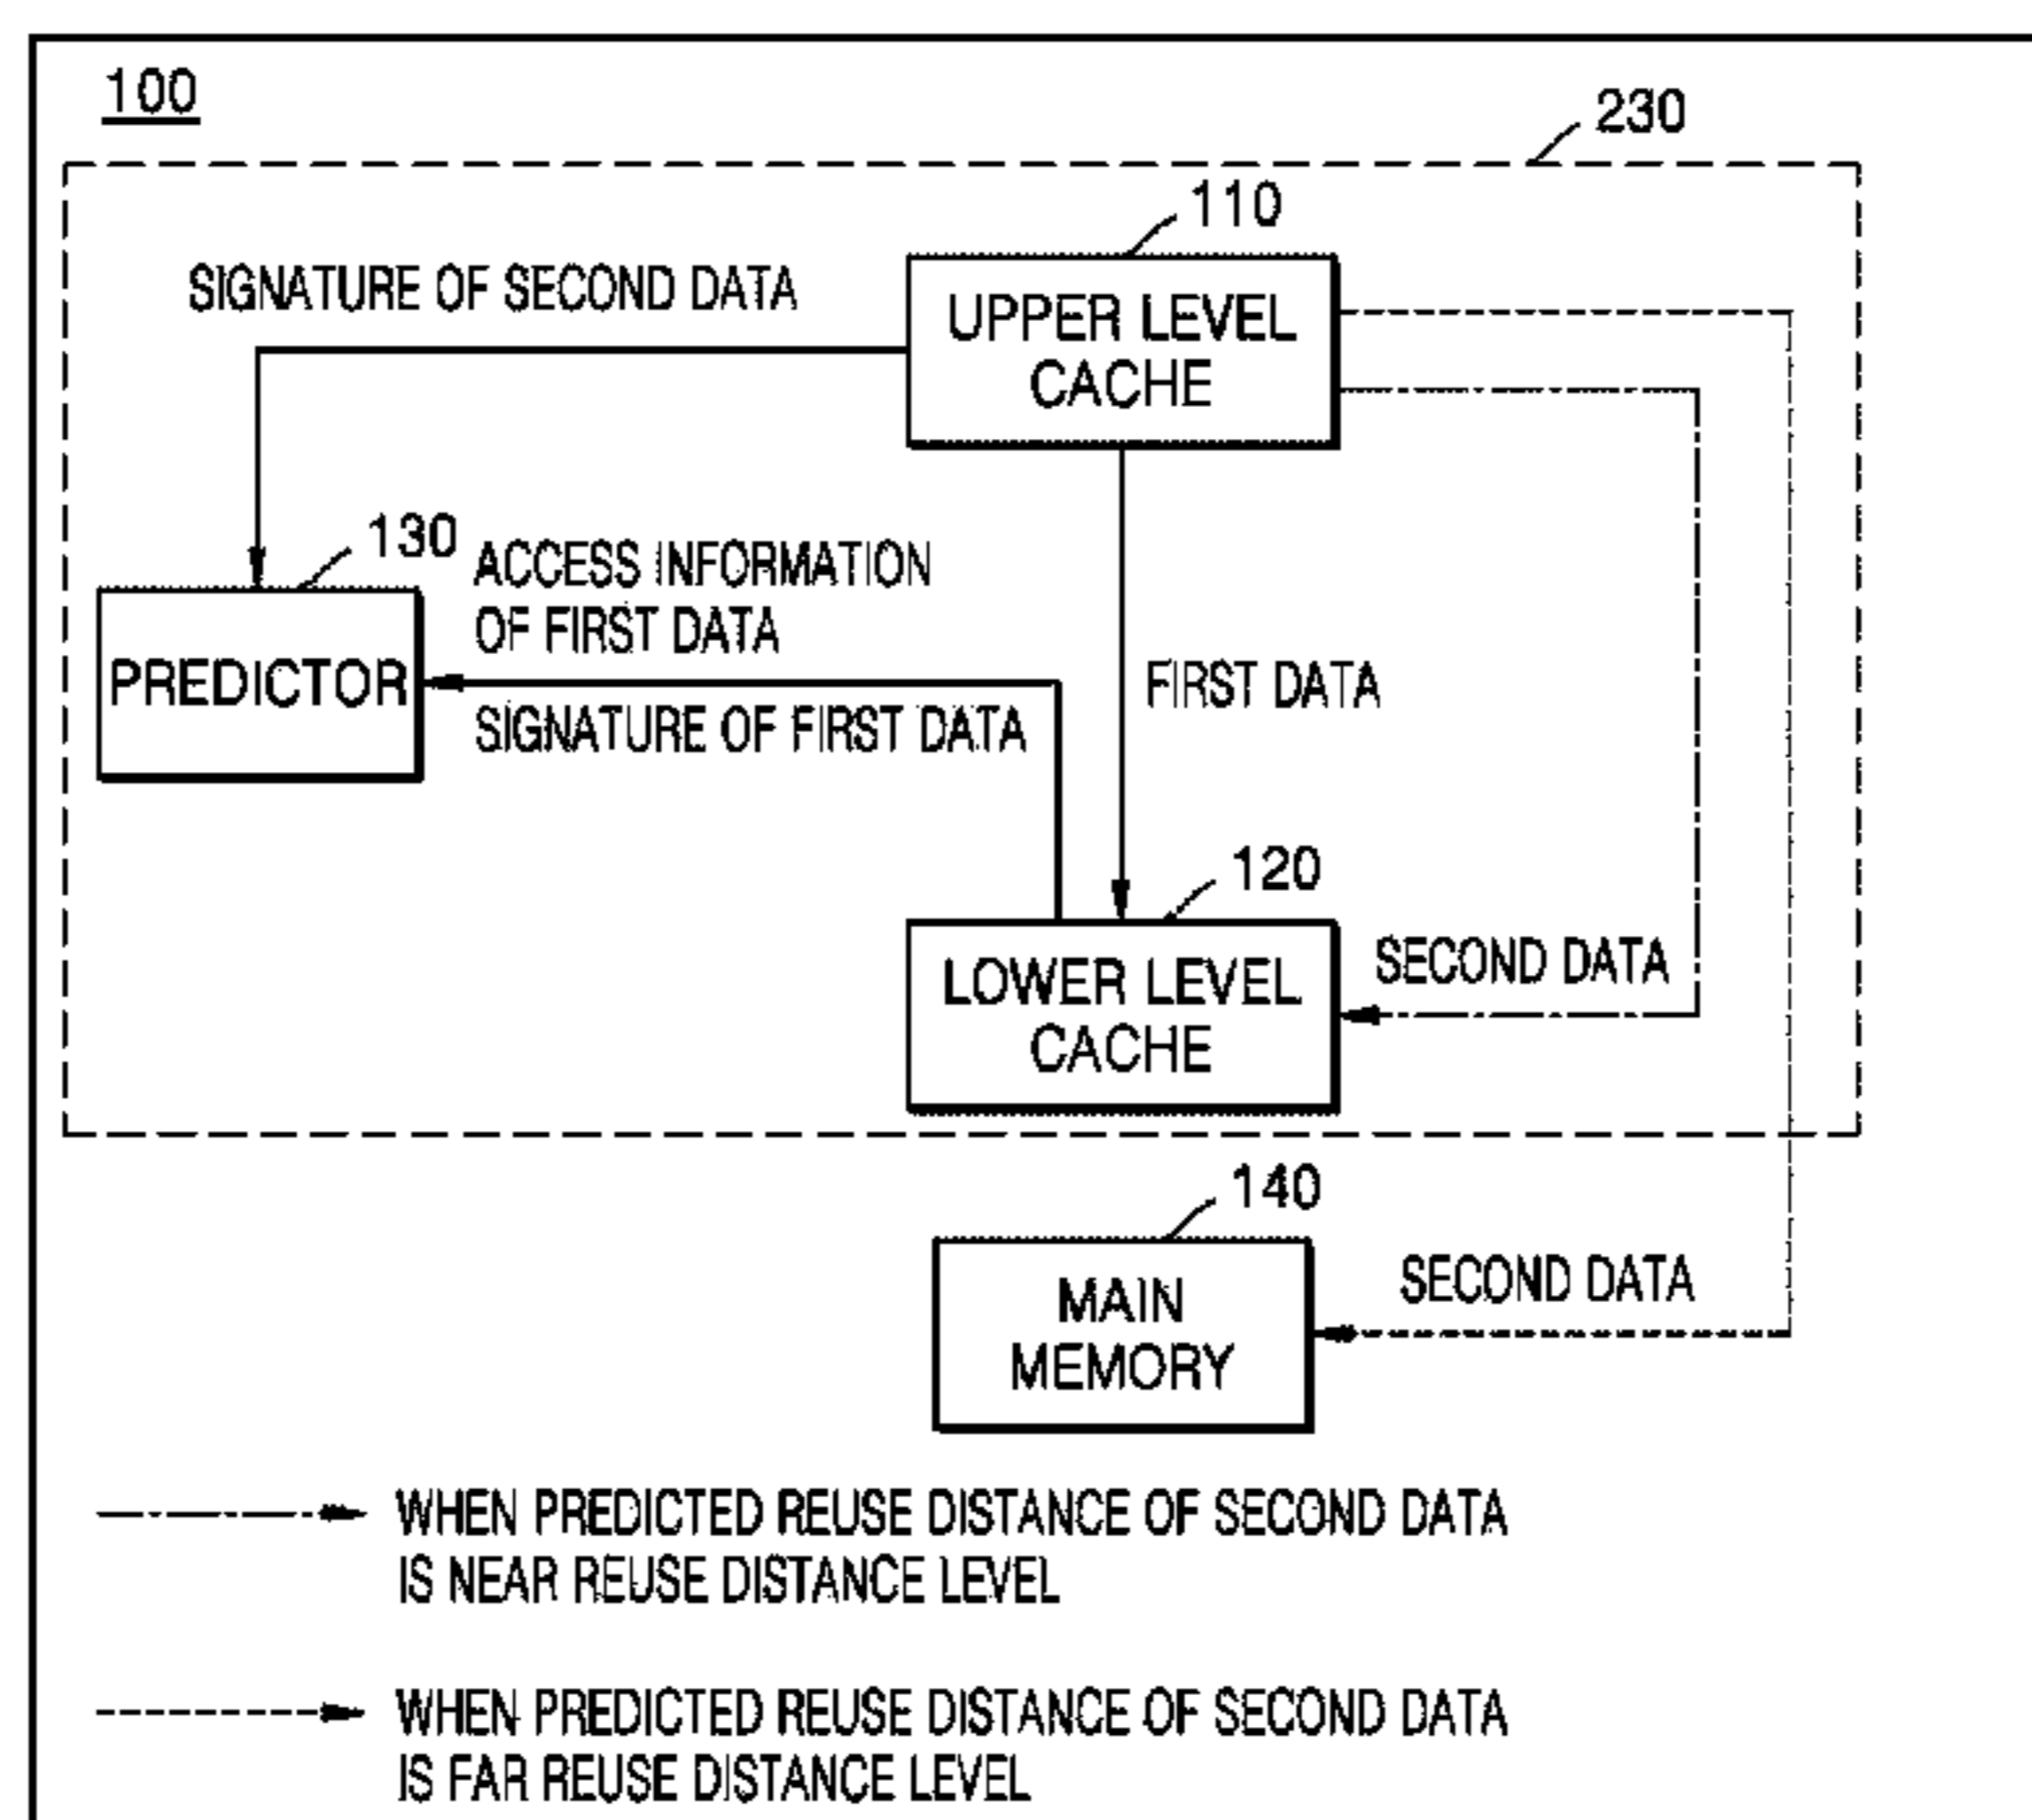 100
230
110
SIGNATURE OF SECOND DATA
UPPER LEVEL
CACHE
130
ACCESS INFORMATION
OF FIRST DATA
PREDICTOR
FIRST DATA
SIGNATURE OF FIRST DATA
120
LOWER LEVEL
CACHE
SECOND DATA
140
MAIN
MEMORY
SECOND DATA
WHEN PREDICTED REUSE DISTANCE OF SECOND DATA
IS NEAR REUSE DISTANCE LEVEL
WHEN PREDICTED REUSE DISTANCE OF SECOND DATA
IS FAR REUSE DISTANCE LEVEL